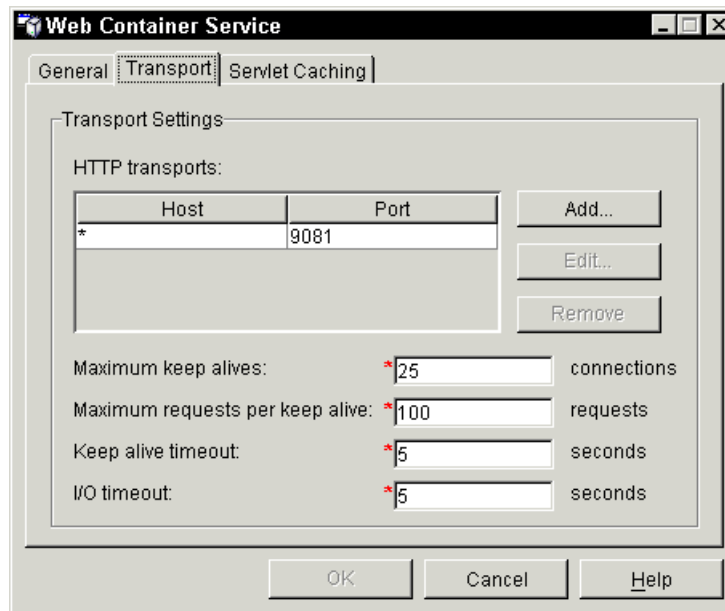 Web Container Service
General Transport Servlet Caching
Transport Settings
HTTP transports:
Host Port
* 9081
Add...
Edit...
Remove
Maximum keep alives: *25 connections
Maximum requests per keep alive: *100 requests
Keep alive timeout: *5 seconds
I/O timeout: *5 seconds
OK Cancel Help